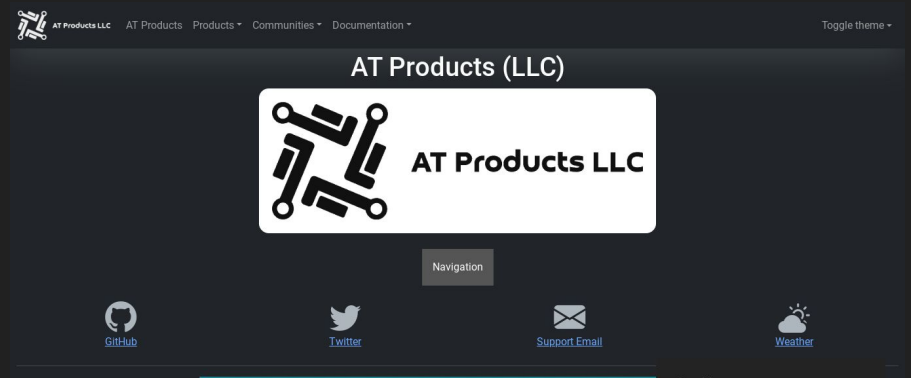 AT Products LLC AT Products Products Communities Documentation Toggle theme
AT Products (LLC)
AT Products LLC
Navigation
GitHub Twitter Support Email Weather